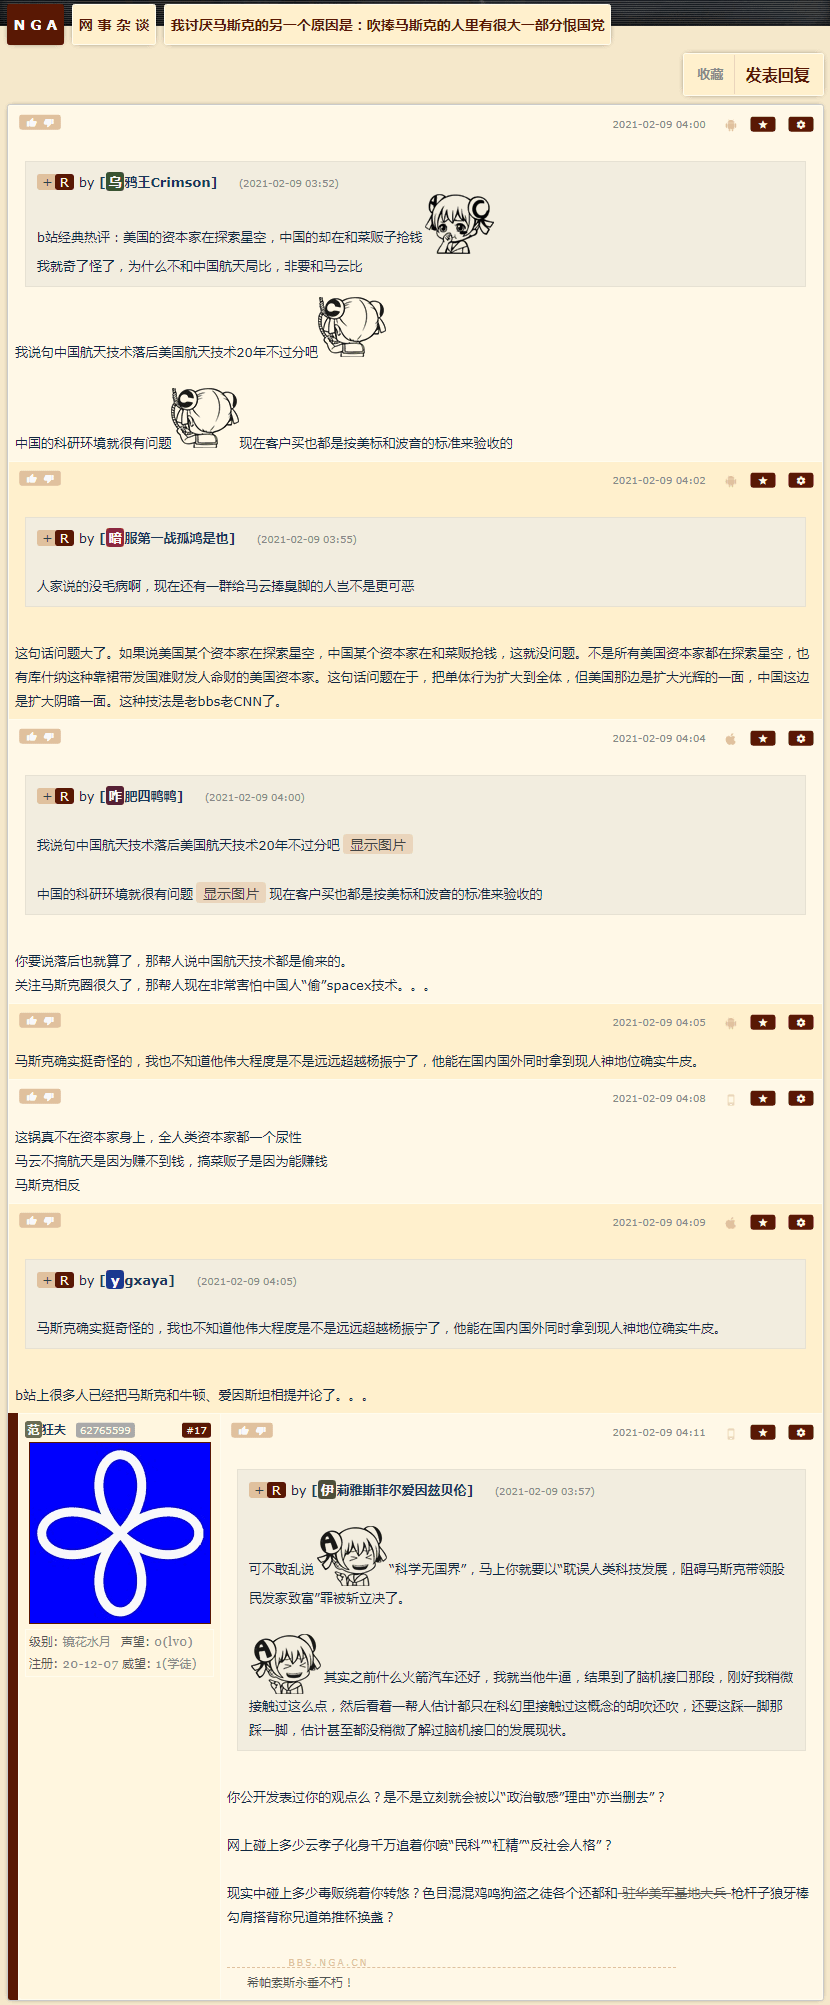 NGA 网事杂谈 我讨厌马斯克的另一个原因是：吹捧马斯克的人里有很大一部分恨国党
收藏 发表回复
2021-02-09 04:00
+ R by [乌鸦王Crimson] (2021-02-09 03:52)
b站经典热评：美国的资本家在探索星空，中国的却在和菜贩子抢钱
我就奇了怪了，为什么不和中国航天局比，非要和马云比
我说句中国航天技术落后美国航天技术20年不过分吧
中国的科研环境就很有问题 现在客户买也都是按美标和波音的标准来验收的
2021-02-09 04:02
+ R by [暗服第一战孤鸿是也] (2021-02-09 03:55)
人家说的没毛病啊，现在还有一群给马云捧臭脚的人岂不是更可恶
这句话问题大了。如果说美国某个资本家在探索星空，中国某个资本家在和菜贩抢钱，这就没问题。不是所有美国资本家都在探索星空，也
有库什纳这种靠裙带发国难财发人命财的美国资本家。这句话问题在于，把单体行为扩大到全体，但美国那边是扩大光辉的一面，中国这边
是扩大阴暗一面。这种技法是老bbs老CNN了。
2021-02-09 04:04
+ R by [咋肥四鸭鸭] (2021-02-09 04:00)
我说句中国航天技术落后美国航天技术20年不过分吧 显示图片
中国的科研环境就很有问题 显示图片 现在客户买也都是按美标和波音的标准来验收的
你要说落后也就算了，那帮人说中国航天技术都是偷来的。
关注马斯克圈很久了，那帮人现在非常害怕中国人“偷”spacex技术。。。
2021-02-09 04:05
马斯克确实挺奇怪的，我也不知道他伟大程度是不是远远超越杨振宁了，他能在国内国外同时拿到现人神地位确实牛皮。
2021-02-09 04:08
这锅真不在资本家身上，全人类资本家都一个尿性
马云不搞航天是因为赚不到钱，搞菜贩子是因为能赚钱
马斯克相反
2021-02-09 04:09
+ R by [ygxaya] (2021-02-09 04:05)
马斯克确实挺奇怪的，我也不知道他伟大程度是不是远远超越杨振宁了，他能在国内国外同时拿到现人神地位确实牛皮。
b站上很多人已经把马斯克和牛顿、爱因斯坦相提并论了。。。
范狂夫 62765599 #17
级别: 镜花水月 声望: 0(lv0)
注册: 20-12-07 威望: 1(学徒)
2021-02-09 04:11
+ R by [伊莉雅斯菲尔爱因兹贝伦] (2021-02-09 03:57)
可不敢乱说 “科学无国界”，马上你就要以“耽误人类科技发展，阻碍马斯克带领股
民发家致富”罪被斩立决了。
其实之前什么火箭汽车还好，我就当他牛逼，结果到了脑机接口那段，刚好我稍微
接触过这么点，然后看着一帮人估计都只在科幻里接触过这概念的胡吹还吹，还要这踩一脚那
踩一脚，估计甚至都没稍微了解过脑机接口的发展现状。
你公开发表过你的观点么？是不是立刻就会被以“政治敏感”理由“亦当删去”？
网上碰上多少云孝子化身千万追着你喷“民科”“杠精”“反社会人格”？
现实中碰上多少毒贩绕着你转悠？色目混混鸡鸣狗盗之徒各个还都和 驻华美军基地大兵 枪杆子狼牙棒
勾肩搭背称兄道弟推杯换盏？
BBS.NGA.CN
希帕索斯永垂不朽！